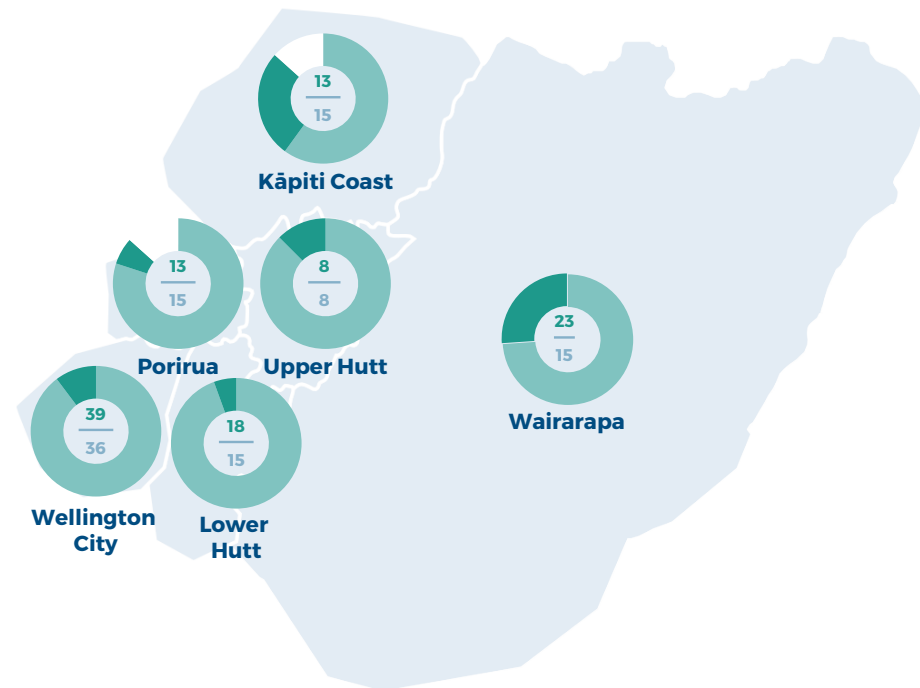 13
15
Kāpiti Coast
13
15
Porirua
8
8
Upper Hutt
23
15
Wairarapa
39
36
Wellington
City
18
15
Lower
Hutt